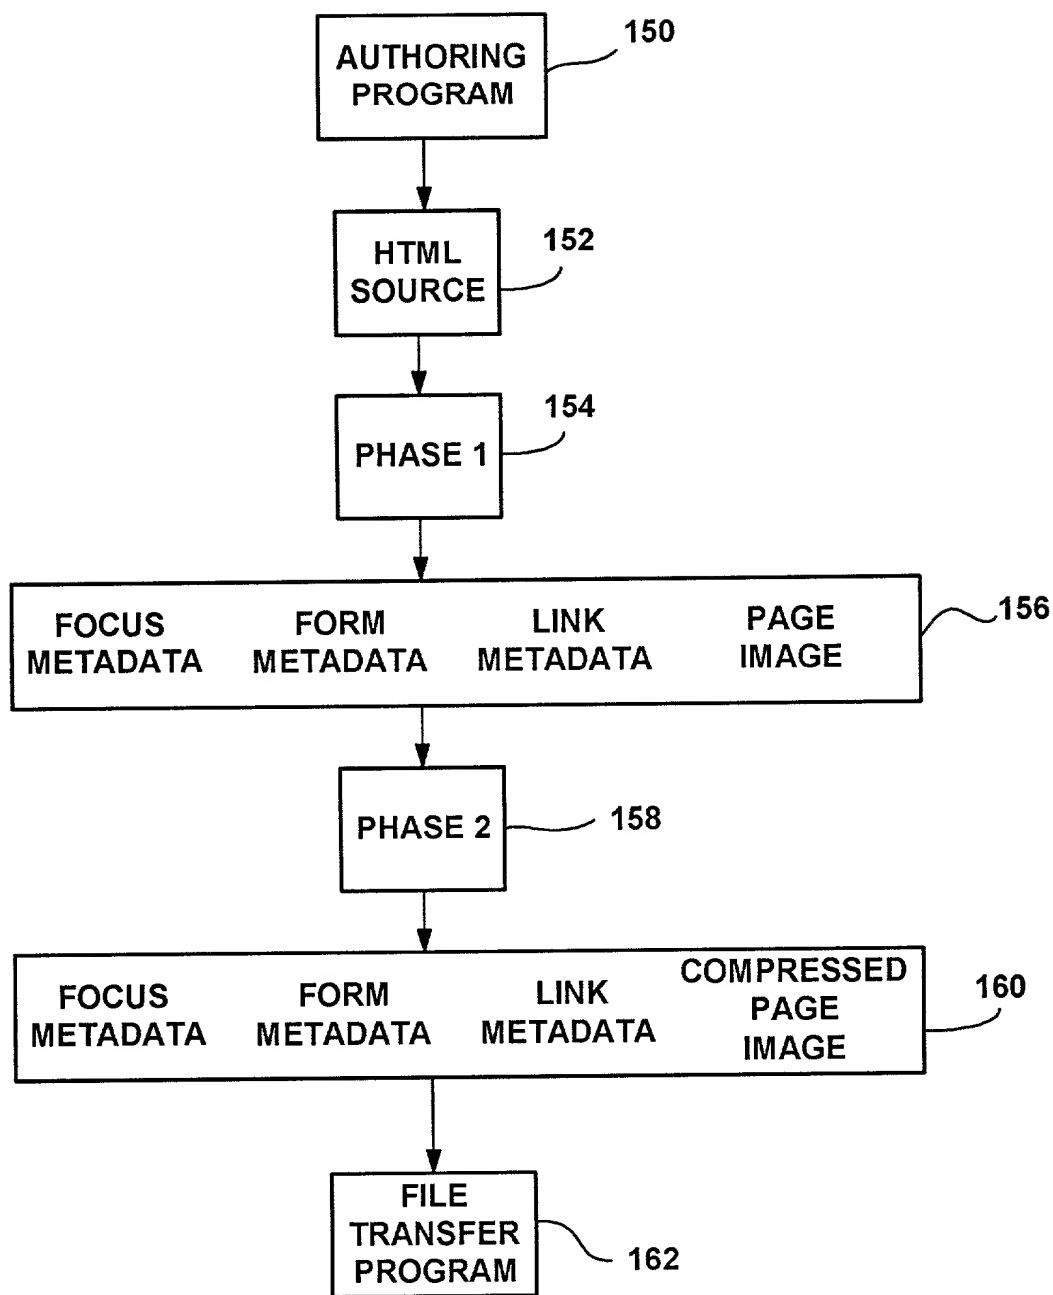 AUTHORING
PROGRAM
150
HTML
SOURCE
152
PHASE 1
154
FOCUS
METADATA
FORM
METADATA
LINK
METADATA
PAGE
IMAGE
156
PHASE 2
158
FOCUS
METADATA
FORM
METADATA
LINK
METADATA
COMPRESSED
PAGE
IMAGE
160
FILE
TRANSFER
PROGRAM
162